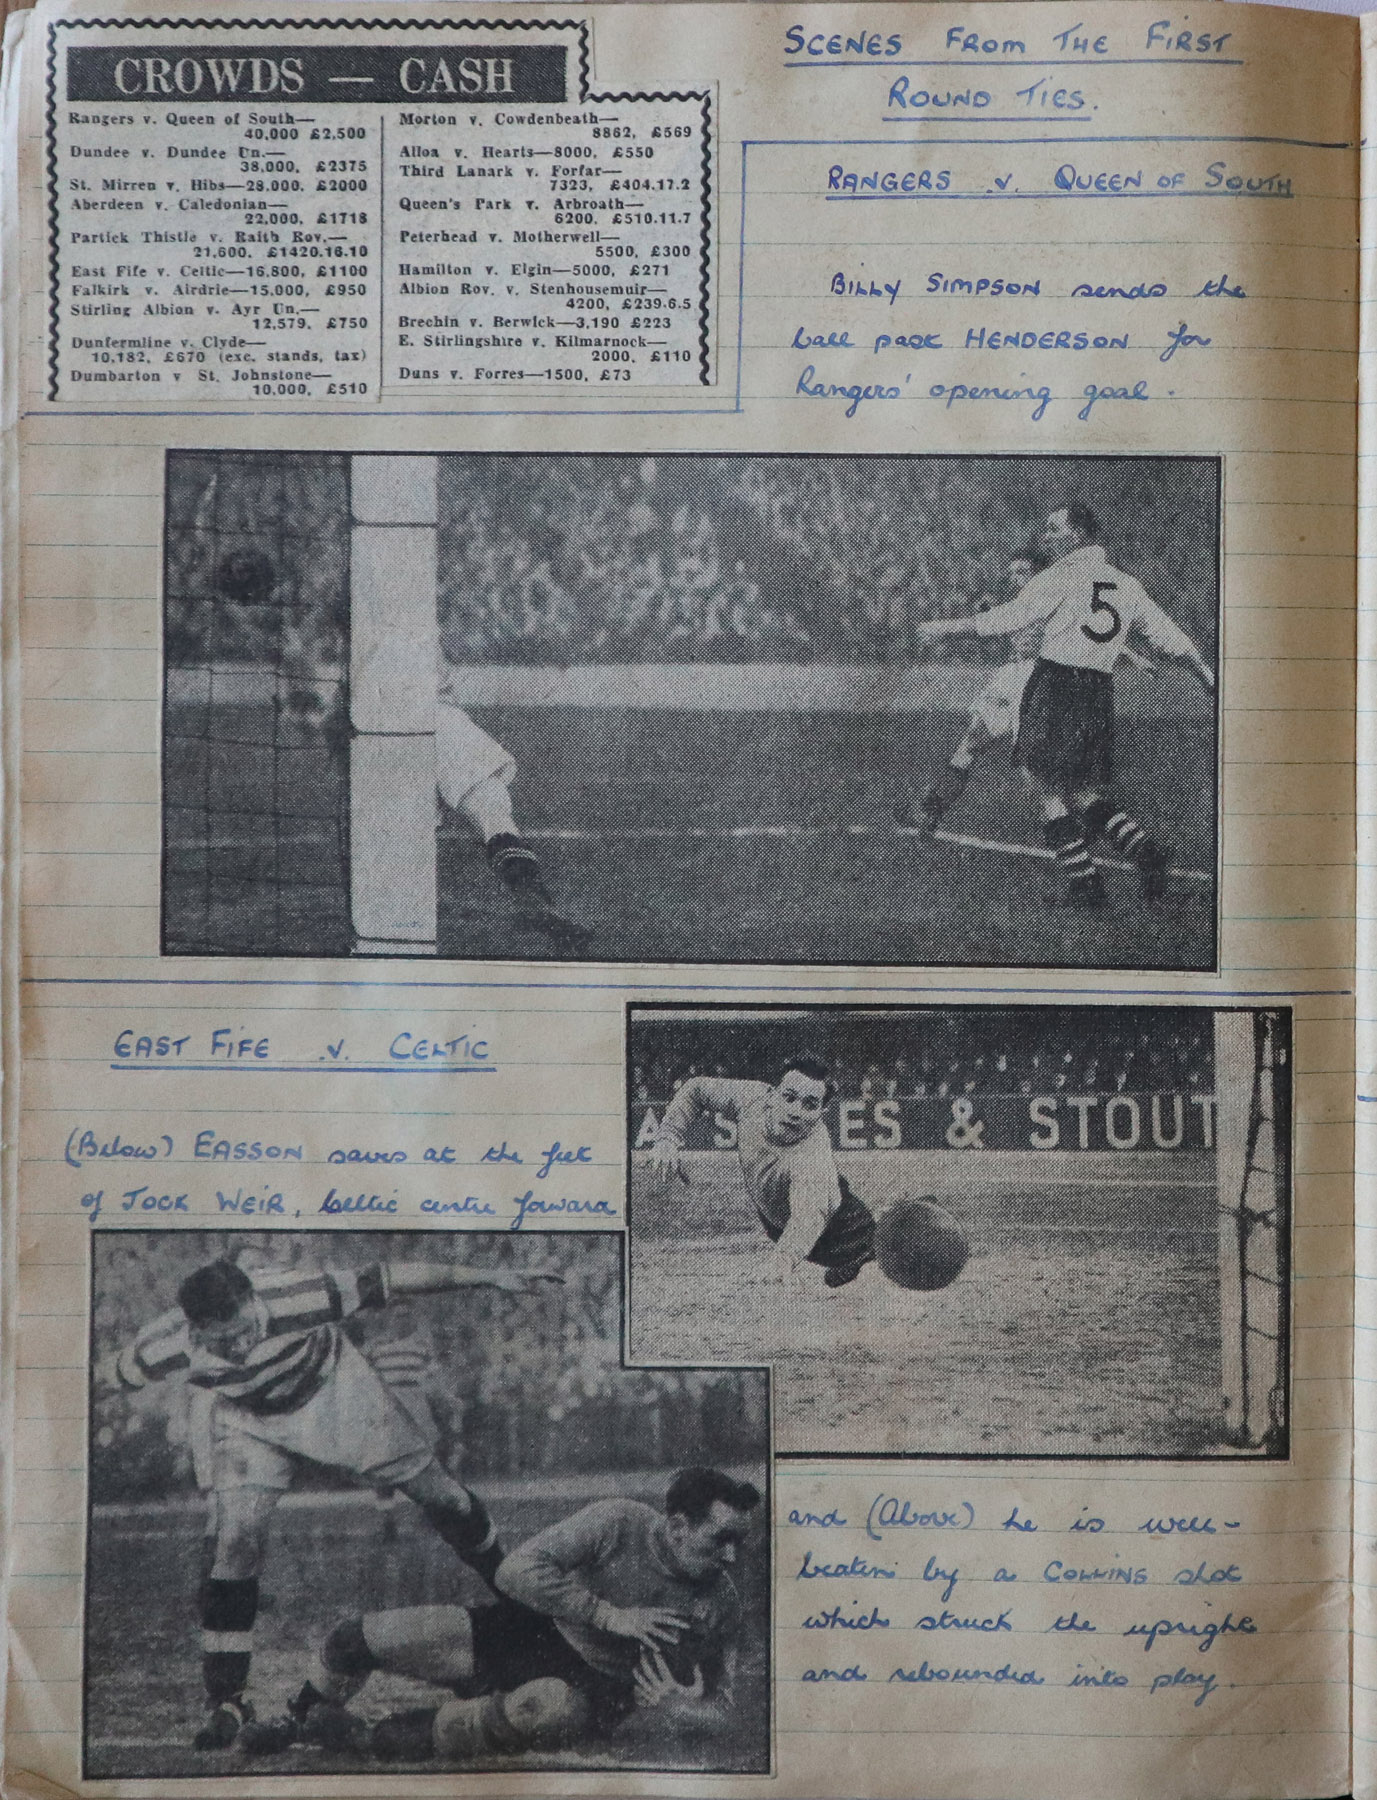 CROWDS — CASH
Rangers v. Queen of South—
40,000 £2,500
Dundee v. Dundee Un.—
38,000, £2375
St. Mirren v. Hibs—28,000, £2000
Aberdeen v. Caledonian—
22,000, £1718
Partick Thistle v. Raith Rov.—
21,600, £1420.16.10
East Fife v. Celtic—16,800, £1100
Falkirk v. Airdrie—15,000, £950
Stirling Albion v. Ayr Un.—
12,579, £750
Dunfermline v. Clyde—
10,182, £670 (exc. stands, tax)
Dumbarton v St. Johnstone—
10,000, £510
Morton v. Cowdenbeath—
8862, £569
Alloa v. Hearts—8000, £550
Third Lanark v. Forfar—
7323, £404.17.2
Queen's Park v. Arbroath—
6200, £510.11.7
Peterhead v. Motherwell—
5500, £300
Hamilton v. Elgin—5000, £271
Albion Rov. v. Stenhousemuir—
4200, £239.6.5
Brechin v. Berwick—3,190 £223
E. Stirlingshire v. Kilmarnock—
2000, £110
Duns v. Forres—1500, £73
SCENES FROM THE FIRST
ROUND TIES.
RANGERS .v. QUEEN OF SOUTH
BILLY SIMPSON sends the
ball past HENDERSON for
Rangers' opening goal.
5
EAST FIFE .v. CELTIC
(Below) EASSON saves at the feet
of JOCK WEIR, Celtic centre forward
ES & STOUT
and (Above) he is well-
beaten by a COLLINS shot
which struck the upright
and rebounded into play.